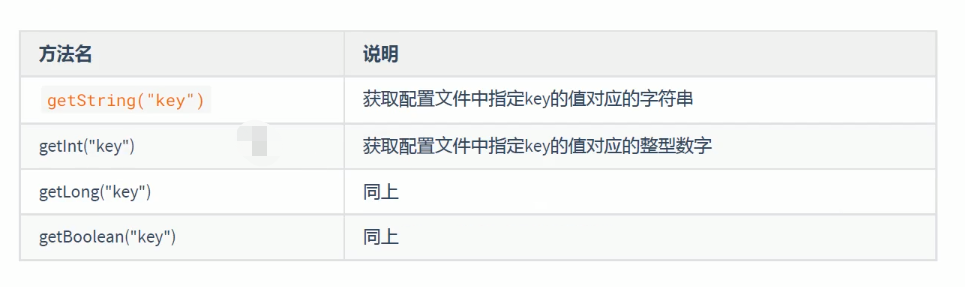 方法名 说明
getString("key") 获取配置文件中指定key的值对应的字符串
getInt("key") 获取配置文件中指定key的值对应的整型数字
getLong("key") 同上
getBoolean("key") 同上